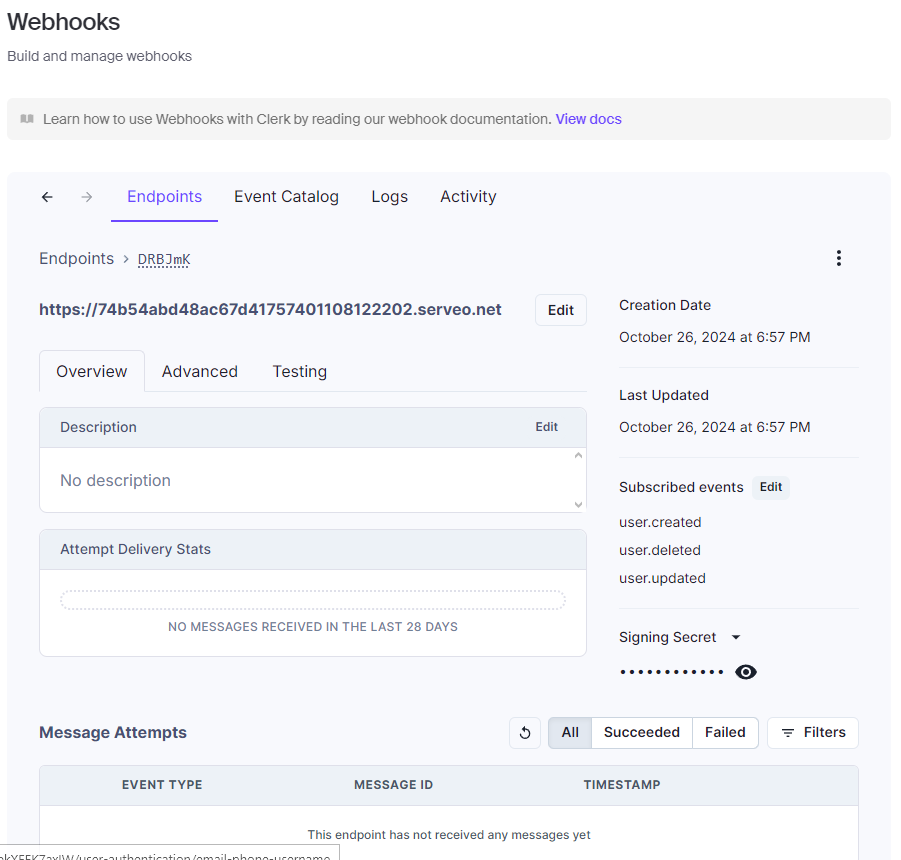 Webhooks
Build and manage webhooks
Learn how to use Webhooks with Clerk by reading our webhook documentation. View docs
Endpoints Event Catalog Logs Activity
Endpoints > DRBJmK
https://74b54abd48ac67d41757401108122202.serveo.net Edit
Creation Date
October 26, 2024 at 6:57 PM
Overview Advanced Testing
Last Updated
October 26, 2024 at 6:57 PM
Description Edit
No description
Subscribed events Edit
user.created
user.deleted
user.updated
Attempt Delivery Stats
NO MESSAGES RECEIVED IN THE LAST 28 DAYS
Signing Secret
••••••••••••
Message Attempts All Succeeded Failed Filters
EVENT TYPE MESSAGE ID TIMESTAMP
This endpoint has not received any messages yet
/user-authentication/email-phone-username